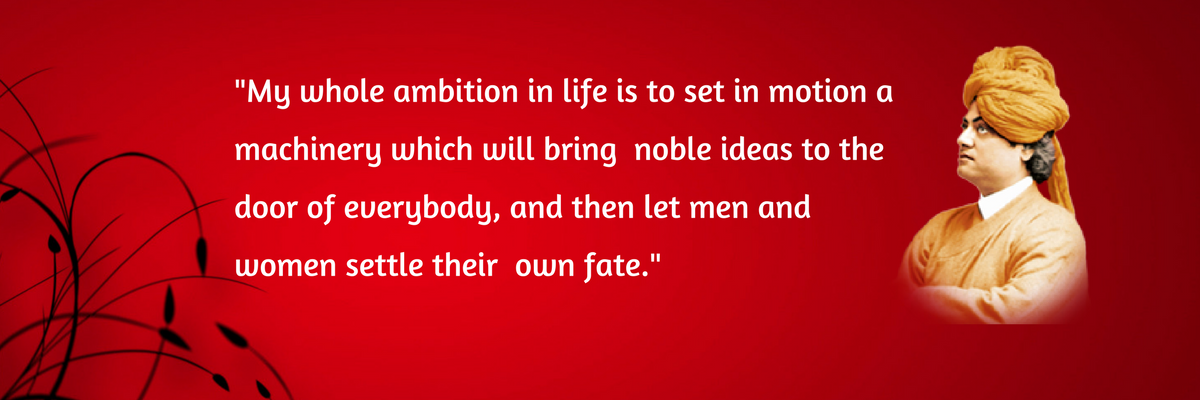 "My whole ambition in life is to set in motion a
machinery which will bring  noble ideas to the
door of everybody, and then let men and
women settle their  own fate."